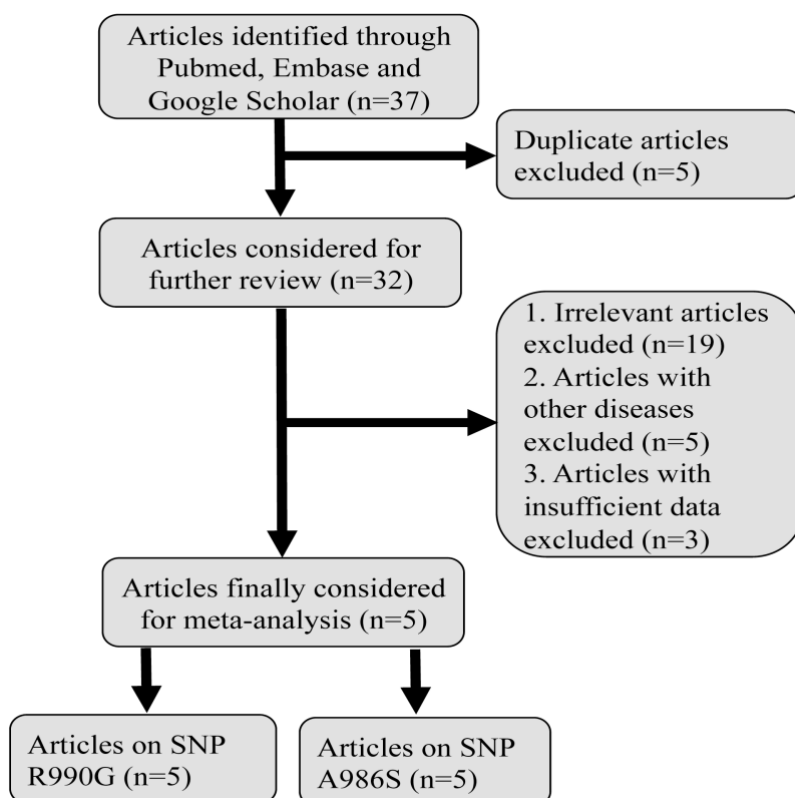 Articles identified through
Pubmed, Embase and
Google Scholar (n=37)
Duplicate articles
excluded (n=5)
Articles considered for
further review (n=32)
1. Irrelevant articles
excluded (n=19)
2. Articles with
other diseases
excluded (n=5)
3. Articles with
insufficient data
excluded (n=3)
Articles finally considered
for meta-analysis (n=5)
Articles on SNP
R990G (n=5)
Articles on SNP
A986S (n=5)